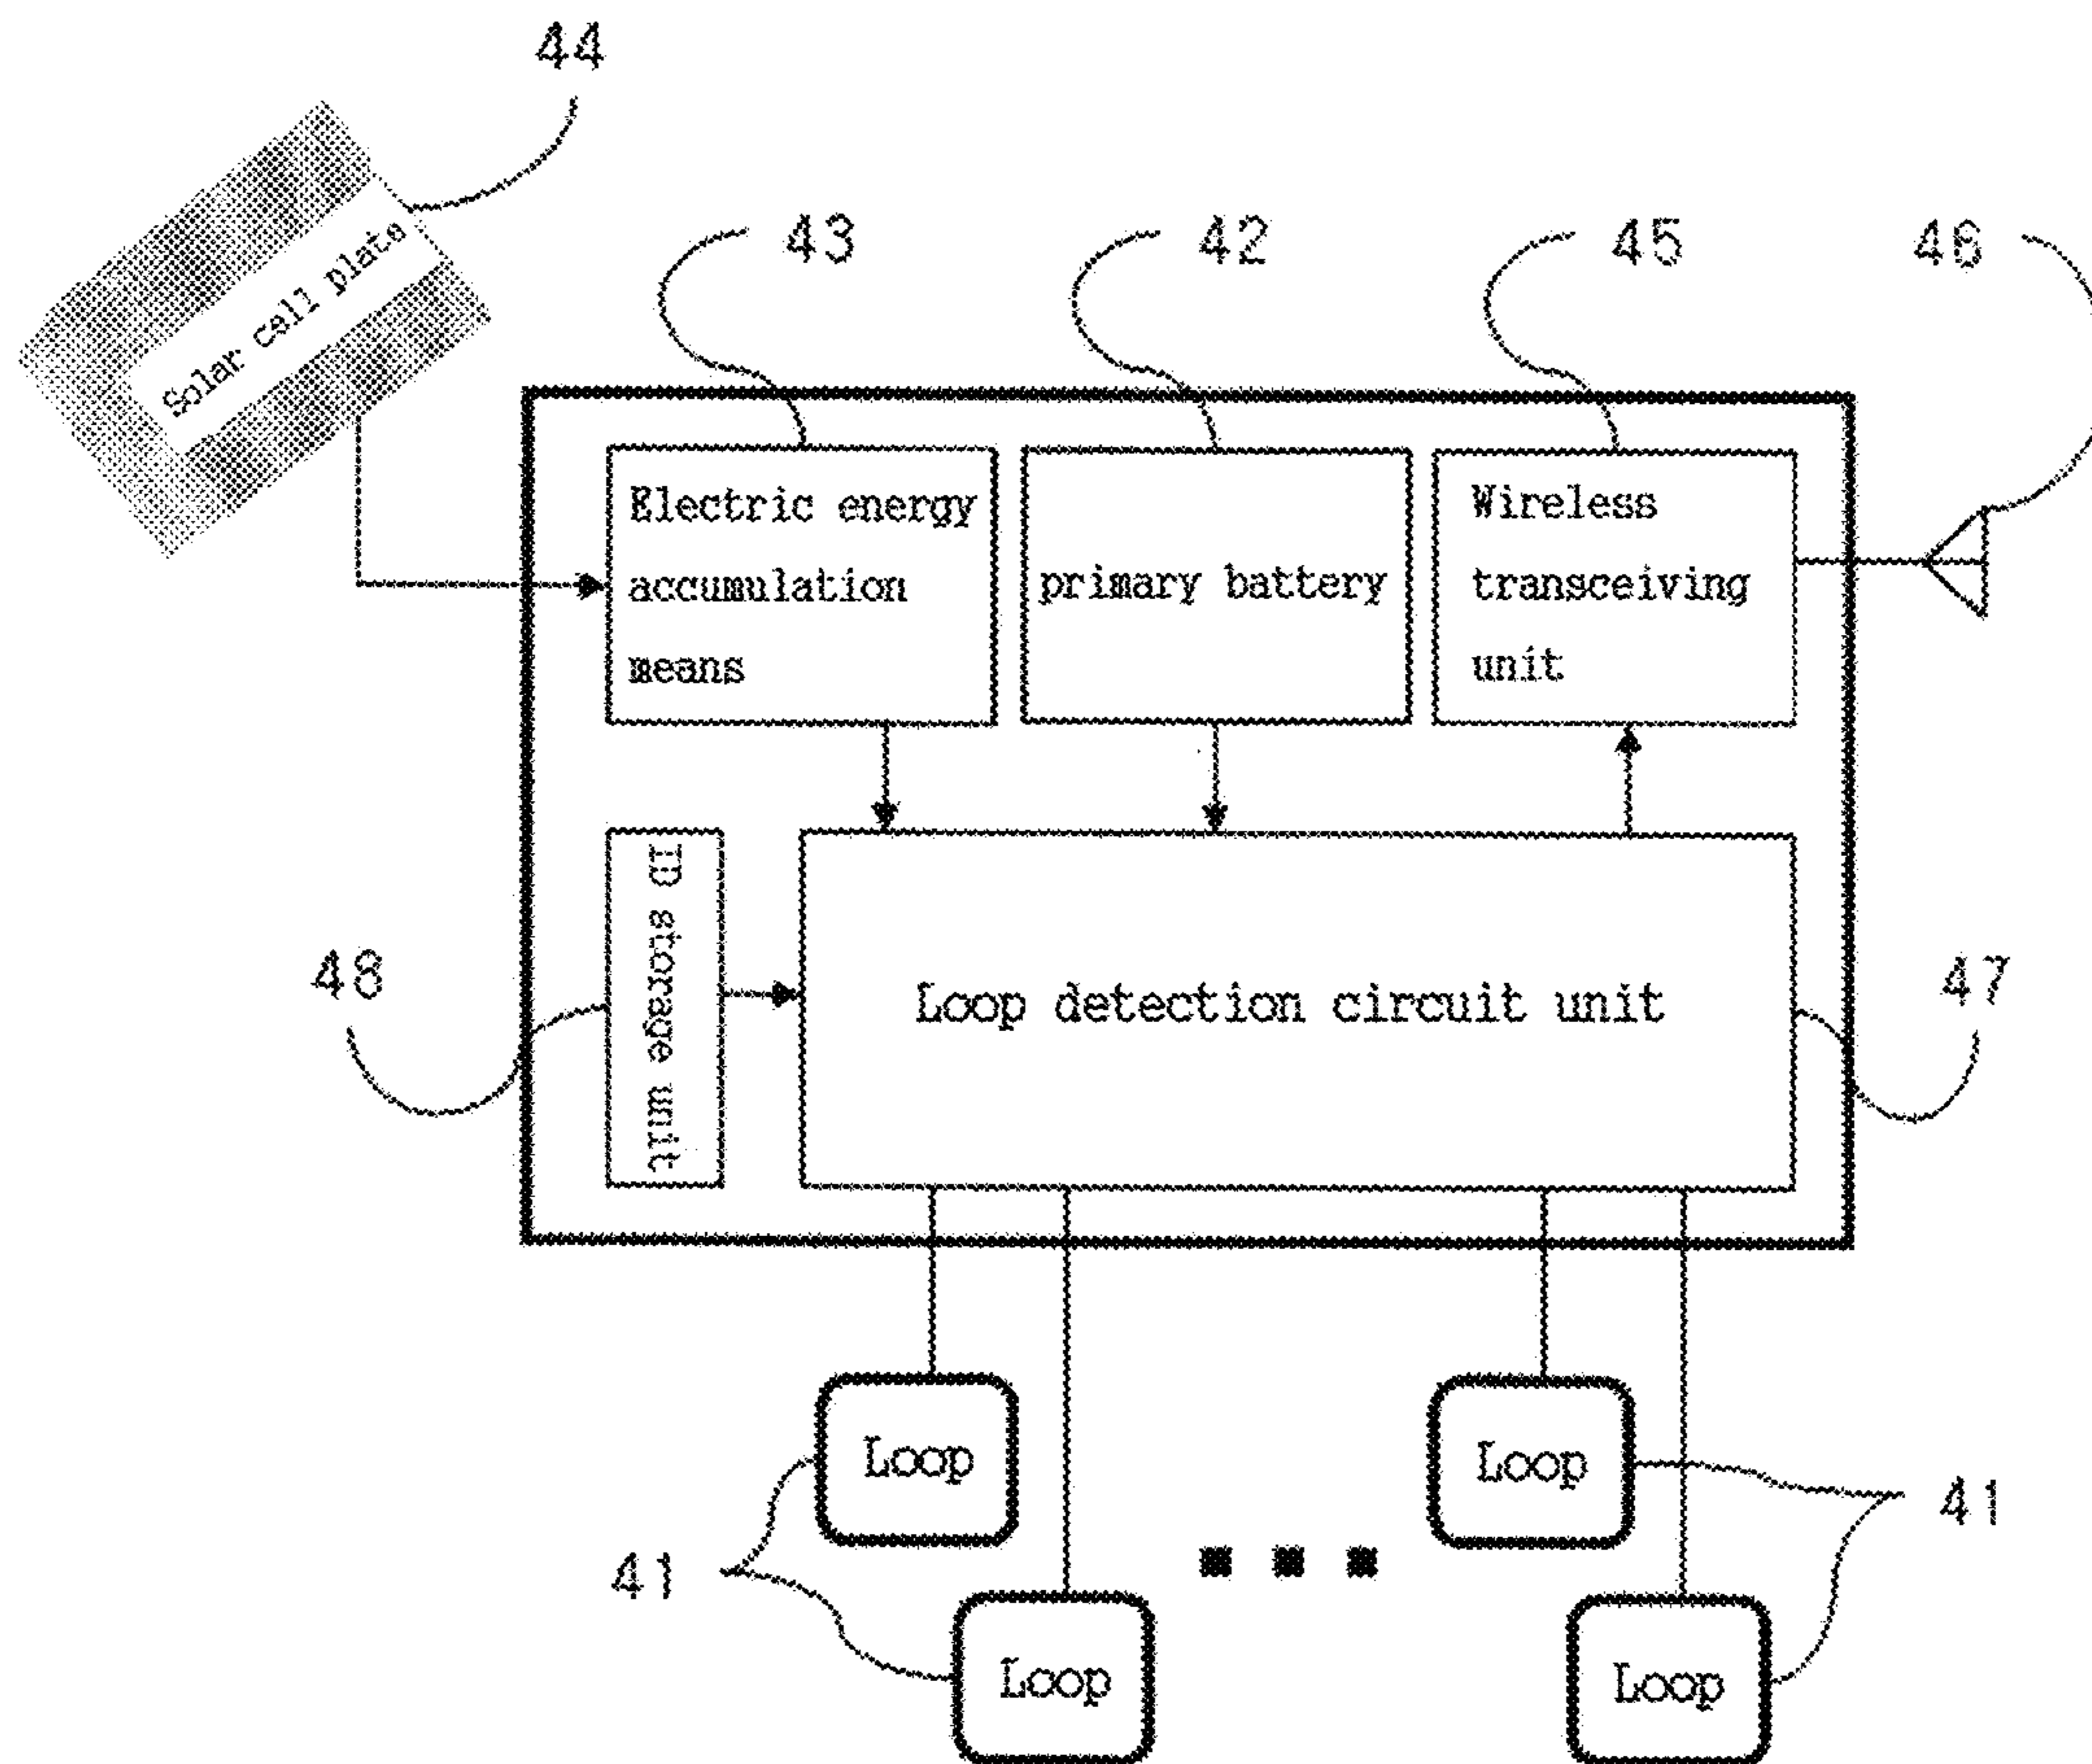 44
Solar cell plate
43
42
45
46
Electric energy
accumulation
means
primary battery
Wireless
transceiving
unit
ID storage unit
48
Loop detection circuit unit
47
Loop
Loop
41
41
Loop
Loop